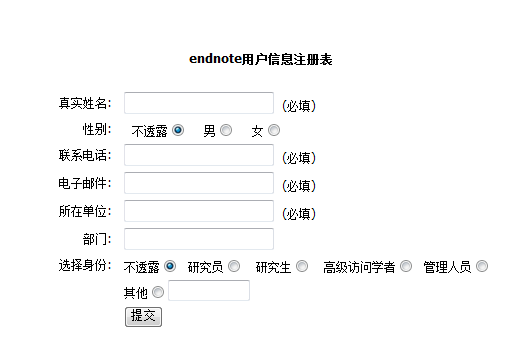 endnote用户信息注册表
真实姓名： （必填）
性别： 不透露 男 女
联系电话： （必填）
电子邮件： （必填）
所在单位： （必填）
部门：
选择身份： 不透露 研究员 研究生 高级访问学者 管理人员
其他
提交